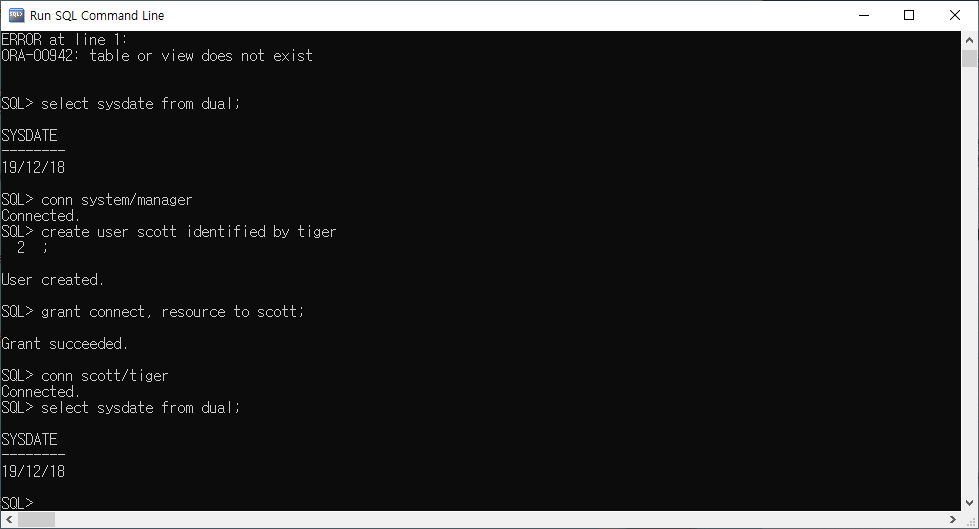 Run SQL Command Line
ERROR at line 1:
ORA-00942: table or view does not exist
SQL> select sysdate from dual;
SYSDATE
--------
19/12/18
SQL> conn system/manager
Connected.
SQL> create user scott identified by tiger
  2  ;
User created.
SQL> grant connect, resource to scott;
Grant succeeded.
SQL> conn scott/tiger
Connected.
SQL> select sysdate from dual;
SYSDATE
--------
19/12/18
SQL>